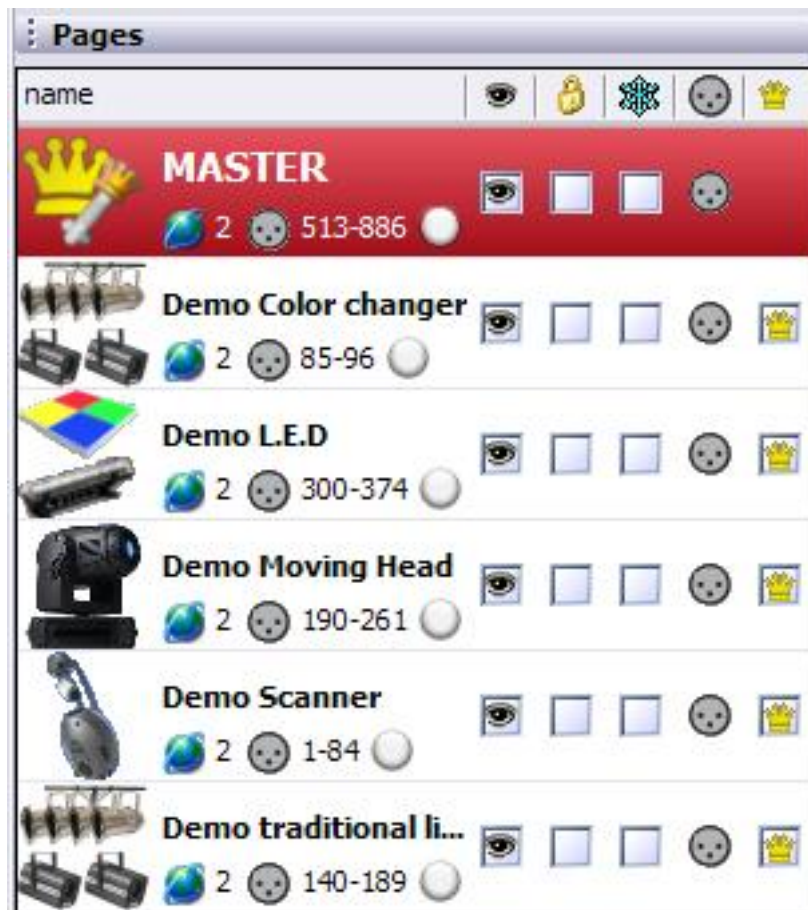 Pages
name
MASTER
2 513-886
Demo Color changer
2 85-96
Demo L.E.D
2 300-374
Demo Moving Head
2 190-261
Demo Scanner
2 1-84
Demo traditional li...
2 140-189